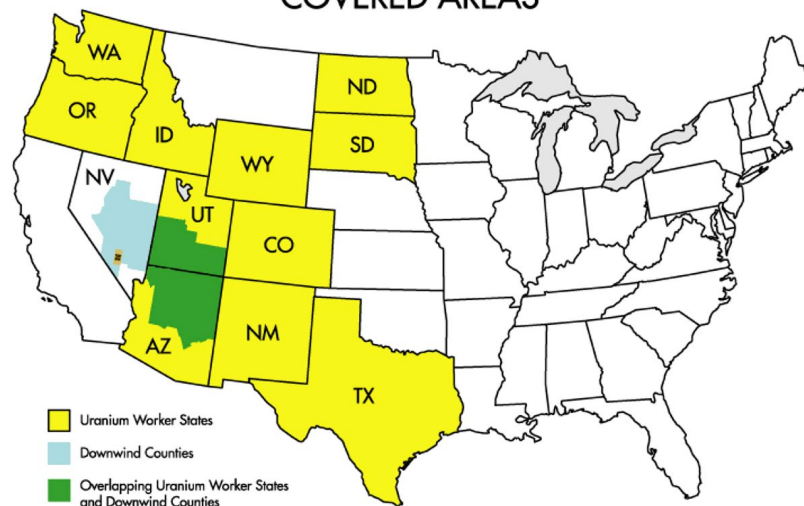 COVERED AREAS
WA
OR
ID
ND
SD
WY
NV
UT
CO
AZ
NM
TX
Uranium Worker States
Downwind Counties
Overlapping Uranium Worker States
and Downwind Counties